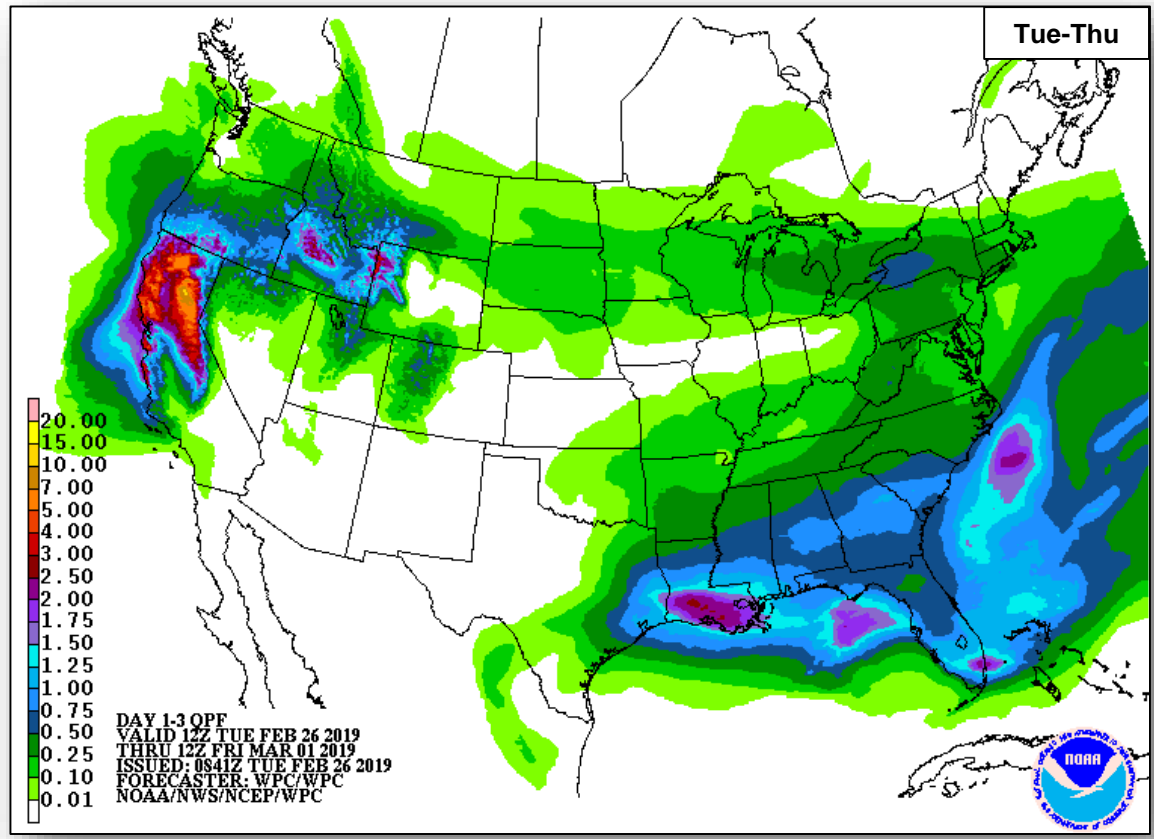 Tue-Thu
20.00
15.00
10.00
7.00
5.00
4.00
3.00
2.50
2.00
1.75
1.50
1.25
1.00
0.75
0.50
0.25
0.10
0.01
DAY 1-3 QPF
VALID 12Z TUE FEB 26 2019
THRU 12Z FRI MAR 01 2019
ISSUED: 0841Z TUE FEB 26 2019
FORECASTER: WPC/WPC
NOAA/NWS/NCEP/WPC
NOAA